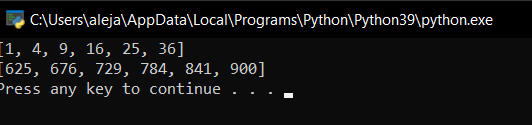 C:\Users\aleja\AppData\Local\Programs\Python\Python39\python.exe
[1, 4, 9, 16, 25, 36]
[625, 676, 729, 784, 841, 900]
Press any key to continue . . .